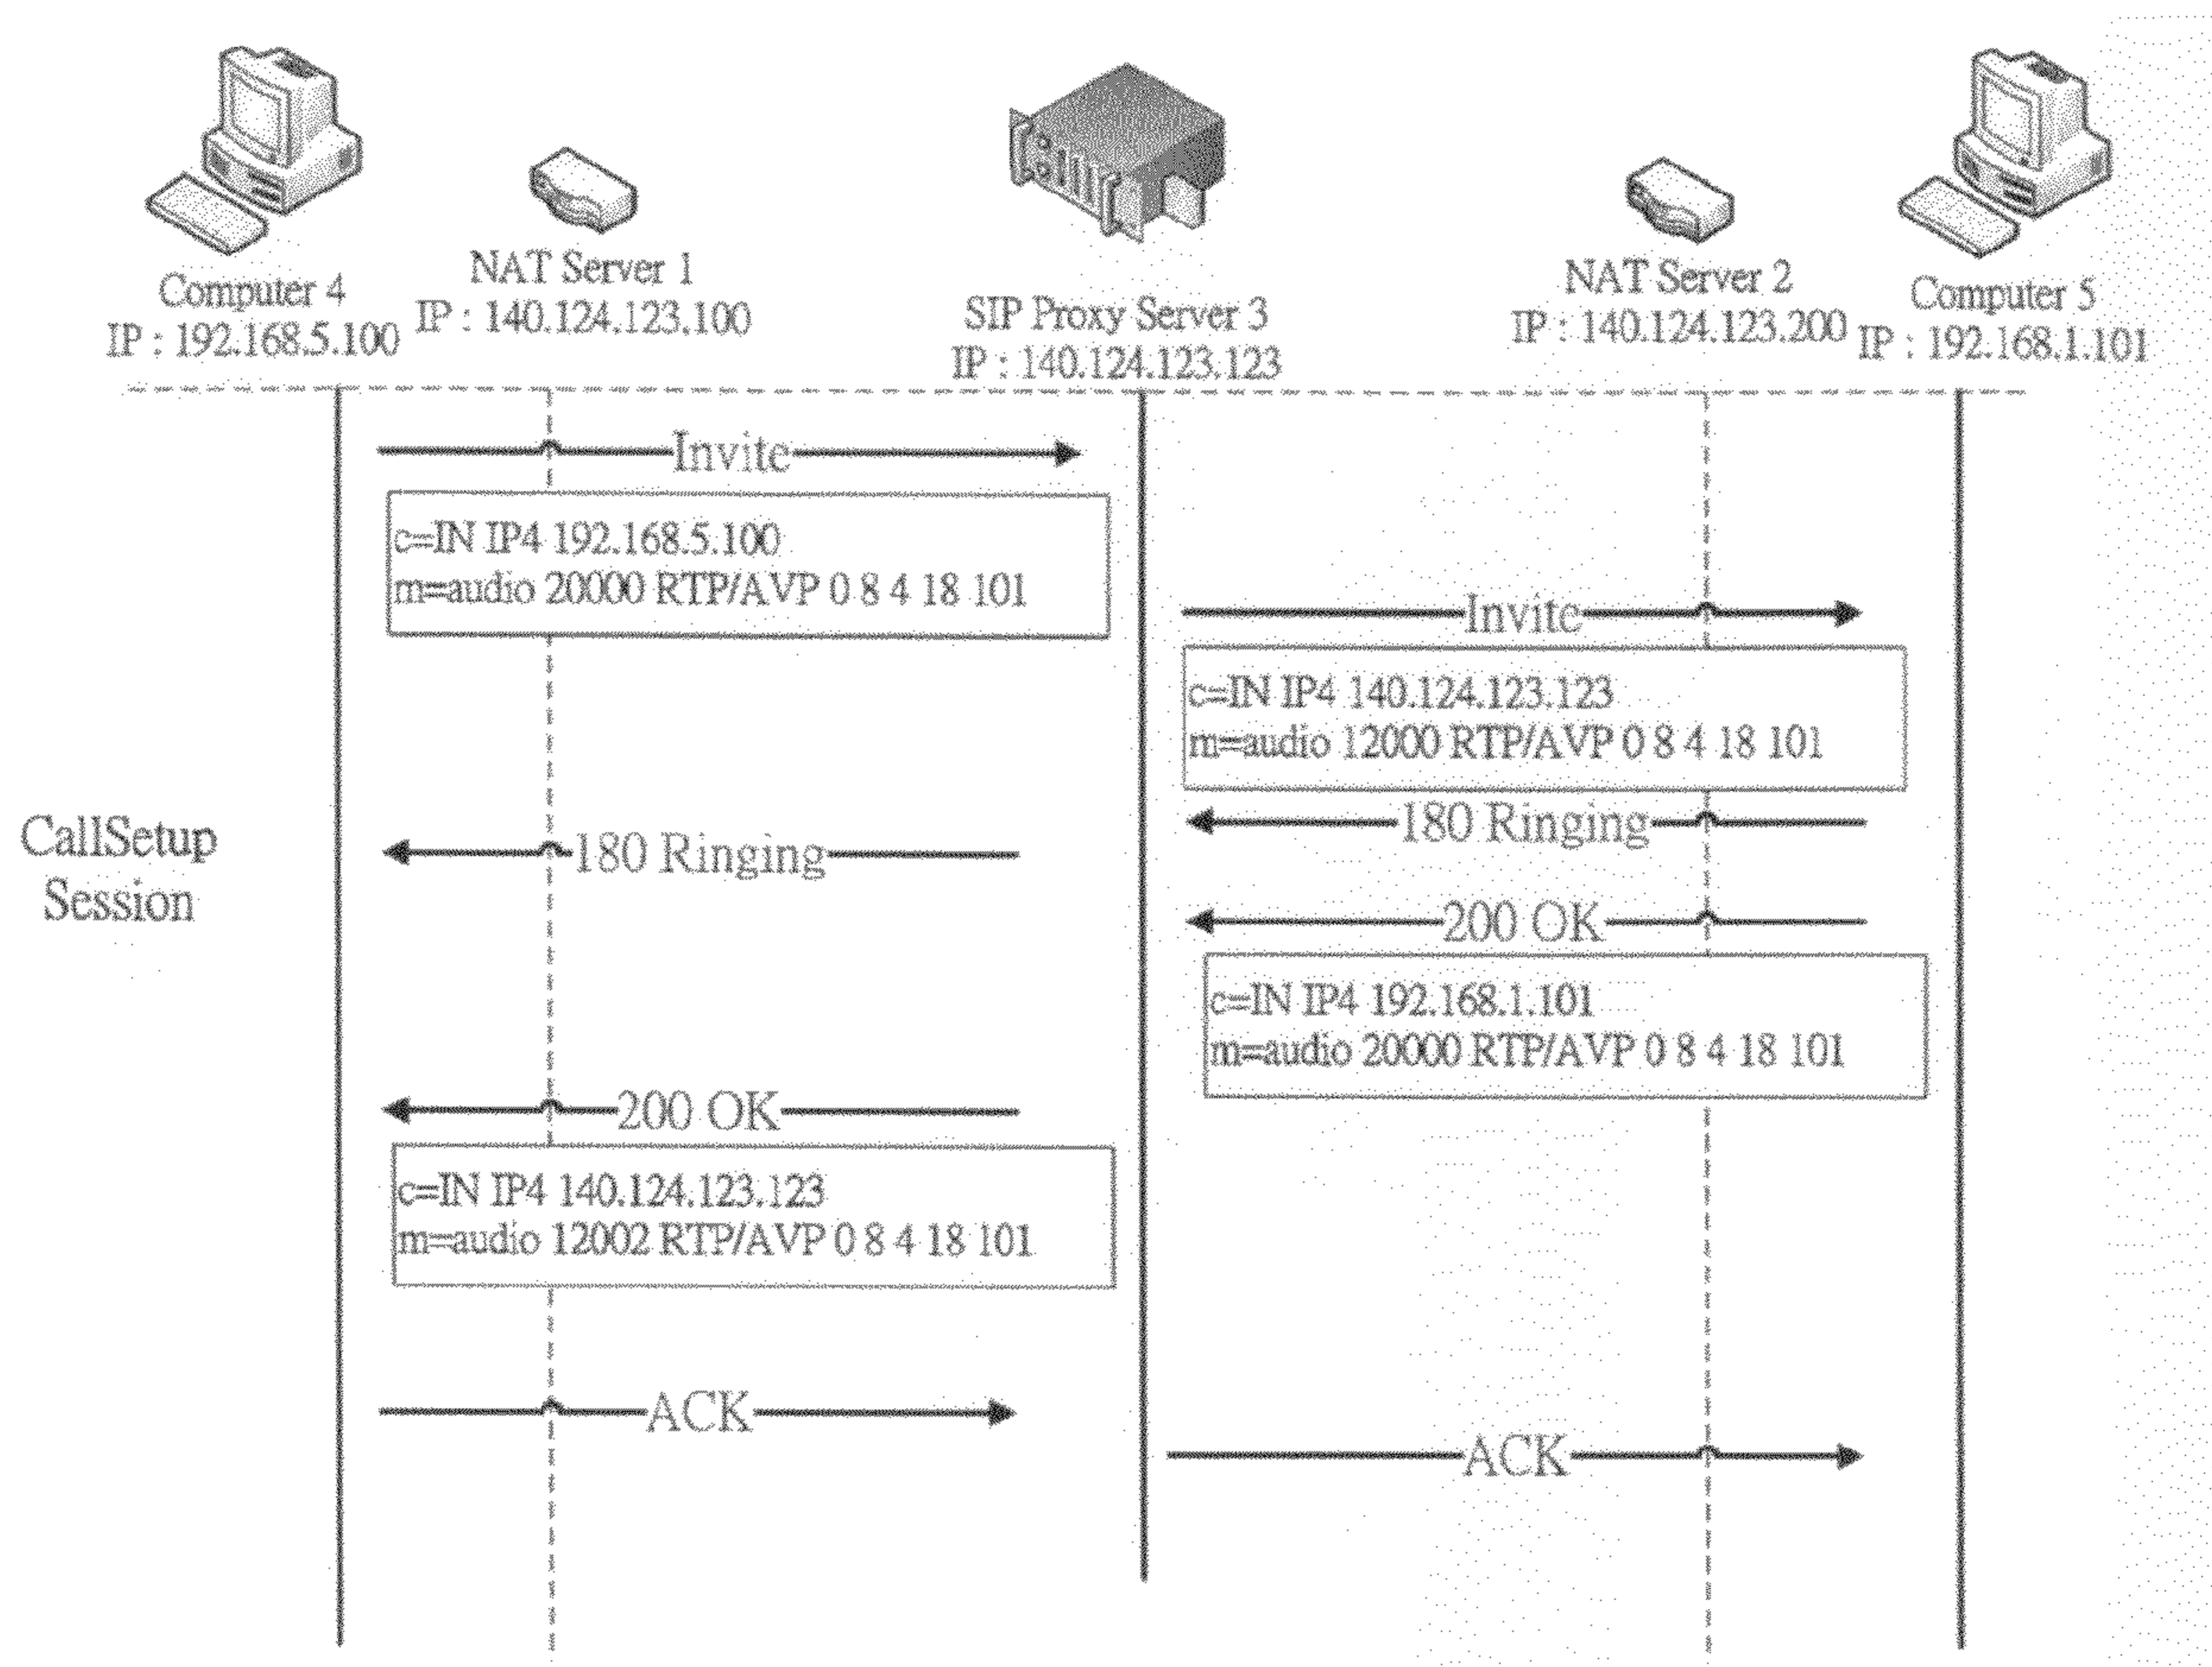 Computer 4
IP : 192.168.5.100
NAT Server 1
IP : 140.124.123.100
SIP Proxy Server 3
IP : 140.124.123.123
NAT Server 2
IP : 140.124.123.200
Computer 5
IP : 192.168.1.101
Invite
c=IN IP4 192.168.5.100
m=audio 20000 RTP/AVP 0 8 4 18 101
Invite
c=IN IP4 140.124.123.123
m=audio 12000 RTP/AVP 0 8 4 18 101
180 Ringing
180 Ringing
CallSetup
Session
200 OK
c=IN IP4 192.168.1.101
m=audio 20000 RTP/AVP 0 8 4 18 101
200 OK
c=IN IP4 140.124.123.123
m=audio 12002 RTP/AVP 0 8 4 18 101
ACK
ACK